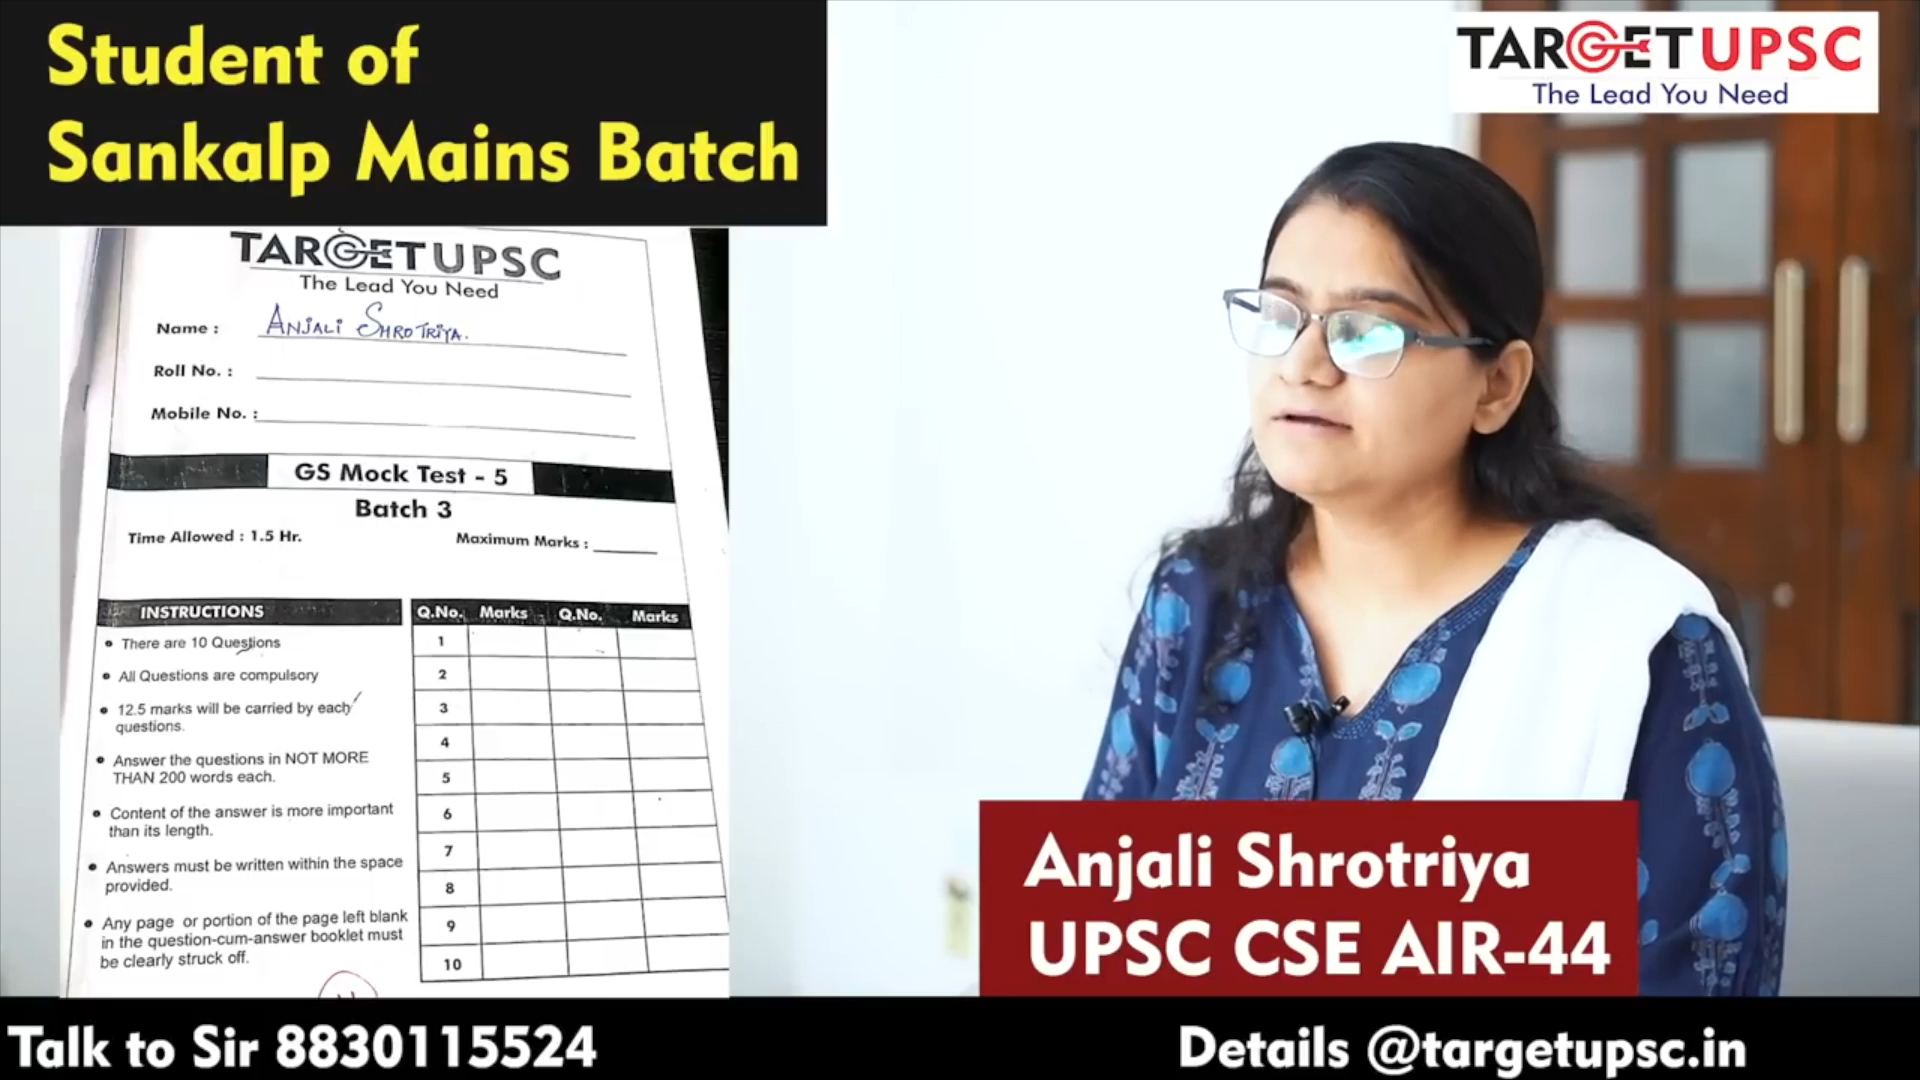 Student of
Sankalp Mains Batch
TARGETUPSC
The Lead You Need
TARGETUPSC
The Lead You Need
Name : ANJALI SHROTRIYA.
Roll No. :
Mobile No. :
GS Mock Test - 5
Batch 3
Time Allowed : 1.5 Hr. Maximum Marks :
INSTRUCTIONS
• There are 10 Questions
• All Questions are compulsory
• 12.5 marks will be carried by each
questions.
• Answer the questions in NOT MORE
THAN 200 words each.
• Content of the answer is more important
than its length.
• Answers must be written within the space
provided.
• Any page or portion of the page left blank
in the question-cum-answer booklet must
be clearly struck off.
Q.No. Marks Q.No. Marks
1
2
3
4
5
6
7
8
9
10
Anjali Shrotriya
UPSC CSE AIR-44
Talk to Sir 8830115524
Details @targetupsc.in